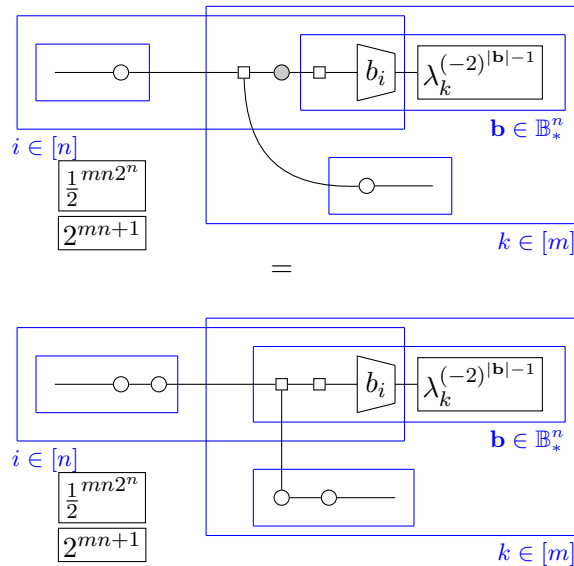 b_i λ_k^{(-2)^{|𝐛|-1}}
𝐛 ∈ 𝔹_*^n
i ∈ [n]
1/2^{mn2^n}
2^{mn+1}
k ∈ [m]
=
b_i λ_k^{(-2)^{|𝐛|-1}}
𝐛 ∈ 𝔹_*^n
i ∈ [n]
1/2^{mn2^n}
2^{mn+1}
k ∈ [m]